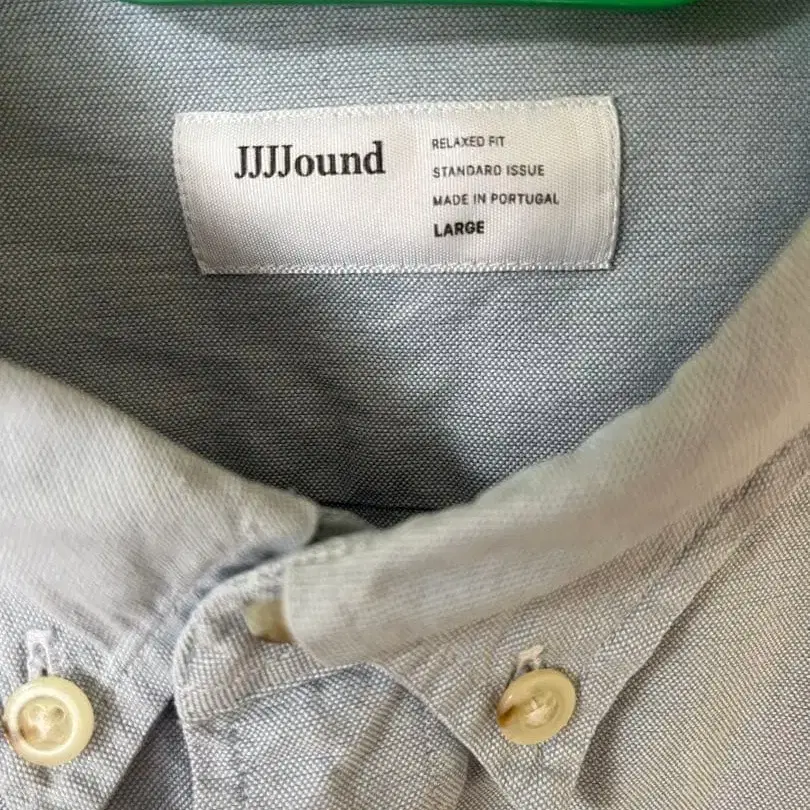 JJJJound
RELAXED FIT
STANDARD ISSUE
MADE IN PORTUGAL
LARGE